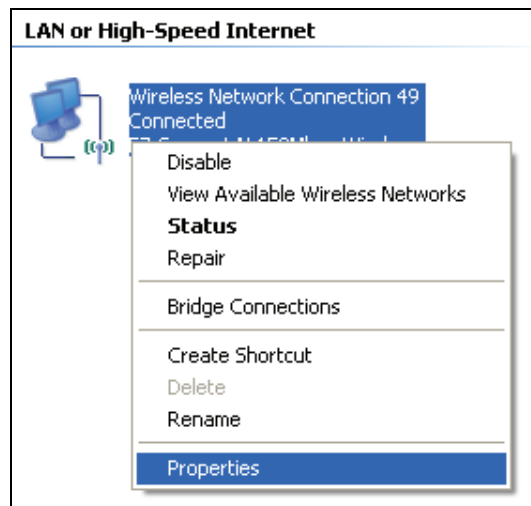 LAN or High-Speed Internet
Wireless Network Connection 49
Connected
Disable
View Available Wireless Networks
Status
Repair
Bridge Connections
Create Shortcut
Delete
Rename
Properties